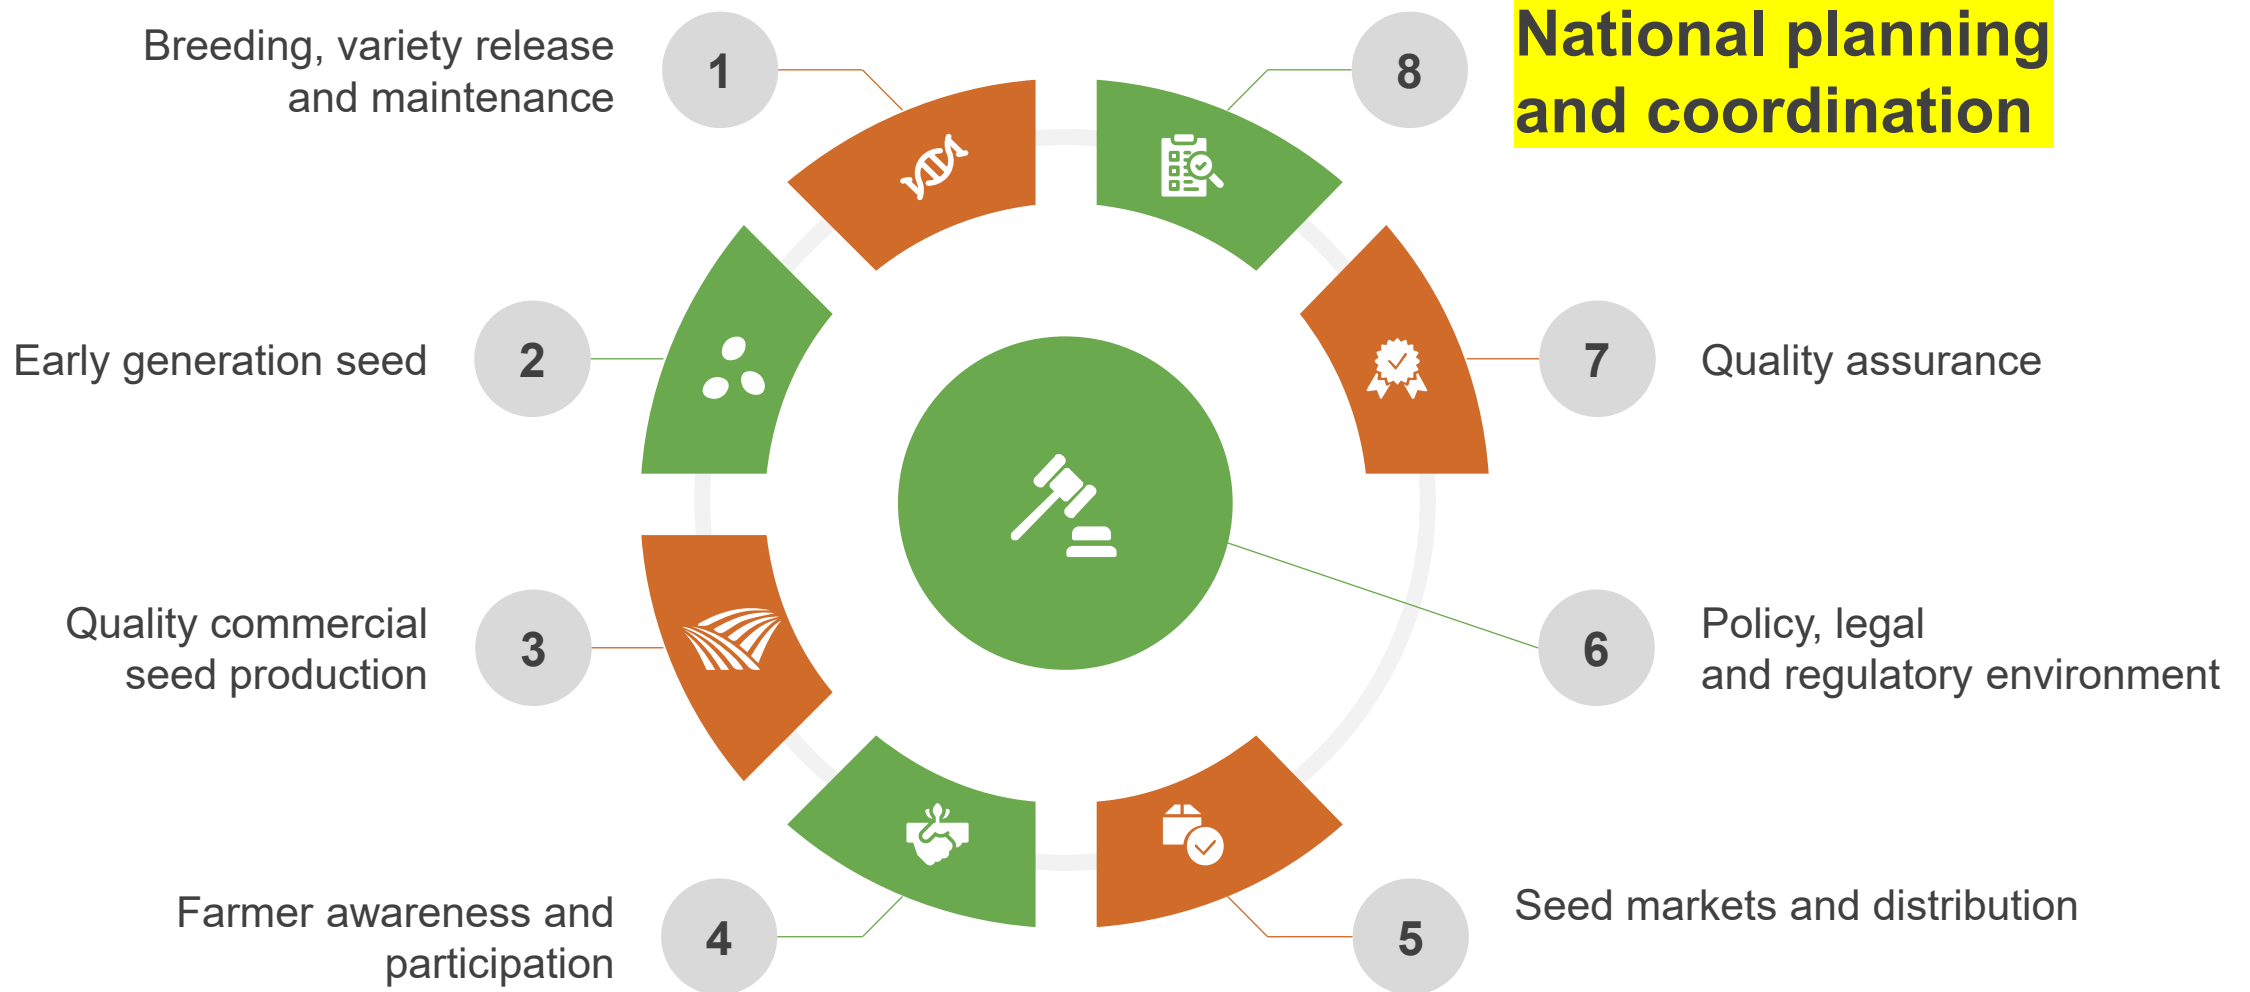 Breeding, variety release
and maintenance
1
8
National planning
and coordination
Early generation seed
2
7
Quality assurance
Quality commercial
seed production
3
6
Policy, legal
and regulatory environment
Farmer awareness and
participation
4
5
Seed markets and distribution